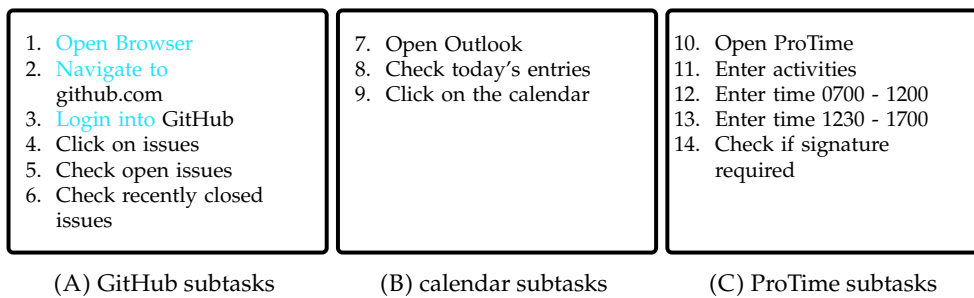 1. Open Browser
2. Navigate to
github.com
3. Login into GitHub
4. Click on issues
5. Check open issues
6. Check recently closed
issues
(A) GitHub subtasks
7. Open Outlook
8. Check today's entries
9. Click on the calendar
(B) calendar subtasks
10. Open ProTime
11. Enter activities
12. Enter time 0700 - 1200
13. Enter time 1230 - 1700
14. Check if signature
required
(C) ProTime subtasks